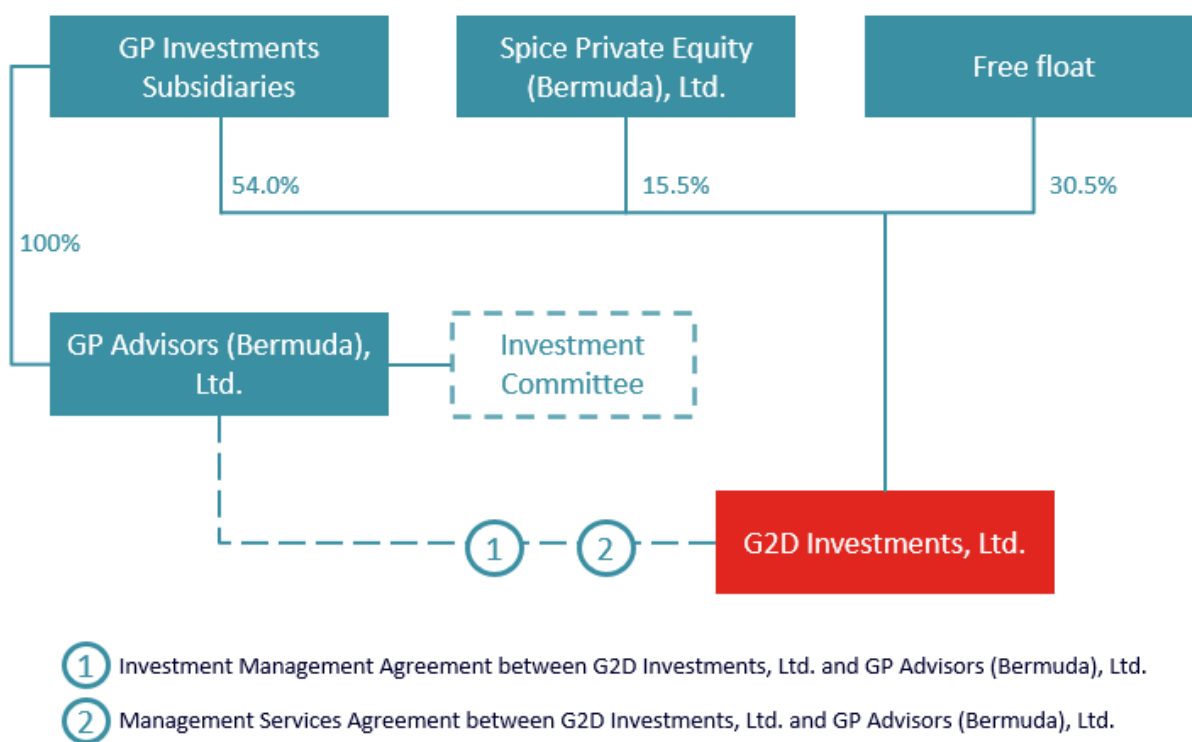 GP Investments
Subsidiaries
Spice Private Equity
(Bermuda), Ltd.
Free float
54.0%
15.5%
30.5%
100%
GP Advisors (Bermuda),
Ltd.
Investment
Committee
1
2
G2D Investments, Ltd.
1 Investment Management Agreement between G2D Investments, Ltd. and GP Advisors (Bermuda), Ltd.
2 Management Services Agreement between G2D Investments, Ltd. and GP Advisors (Bermuda), Ltd.